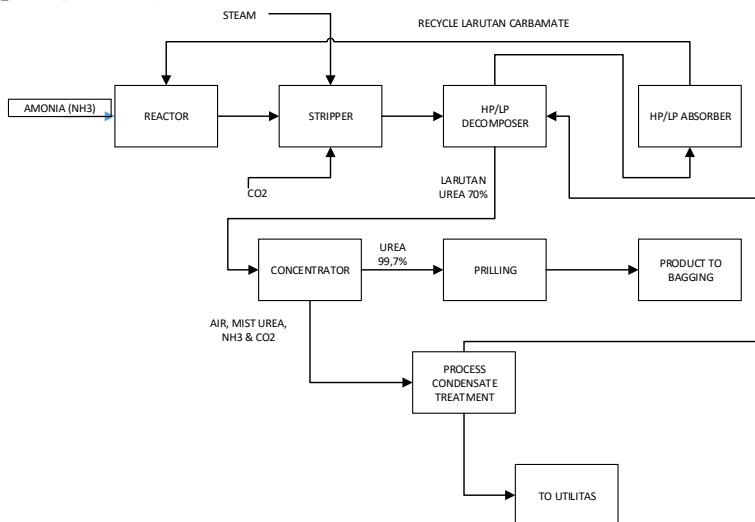 STEAM
RECYCLE LARUTAN CARBAMATE
AMONIA (NH3)
REACTOR
STRIPPER
HP/LP
DECOMPOSER
HP/LP ABSORBER
CO2
LARUTAN
UREA 70%
CONCENTRATOR
UREA
99,7%
PRILLING
PRODUCT TO
BAGGING
AIR, MIST UREA,
NH3 & CO2
PROCESS
CONDENSATE
TREATMENT
TO UTILITAS